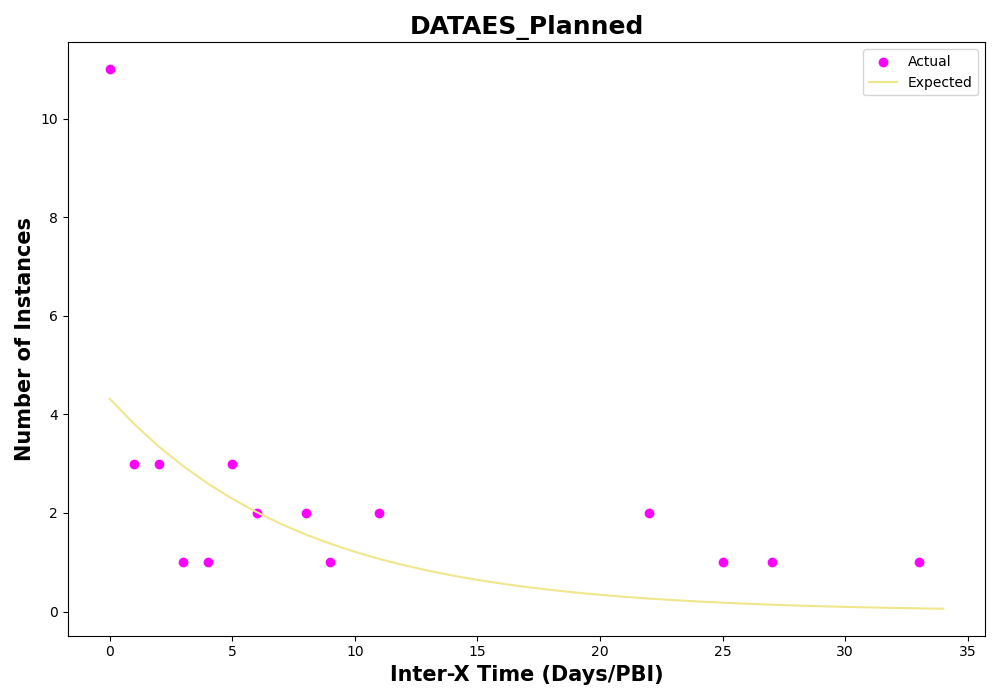 DATAES_Planned
Actual
Expected
Number of Instances
10
8
6
4
2
0
0 5 10 15 20 25 30 35
Inter-X Time (Days/PBI)